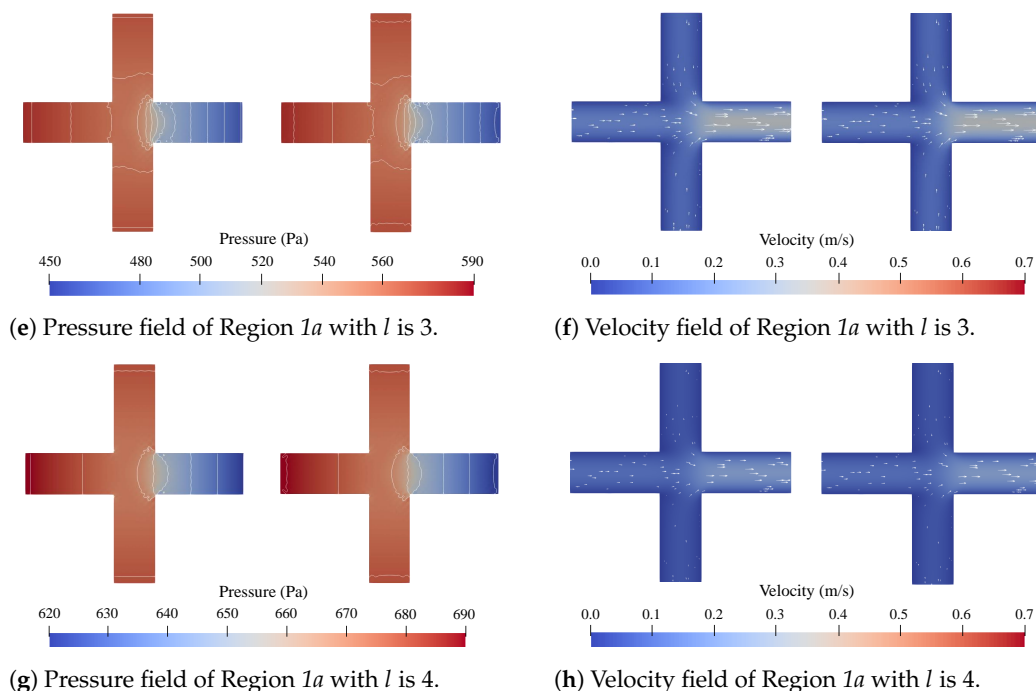 Pressure (Pa)
450 480 500 520 540 560 590
Velocity (m/s)
0.0 0.1 0.2 0.3 0.4 0.5 0.6 0.7
(e) Pressure field of Region 1a with l is 3.
(f) Velocity field of Region 1a with l is 3.
Pressure (Pa)
620 630 640 650 660 670 680 690
Velocity (m/s)
0.0 0.1 0.2 0.3 0.4 0.5 0.6 0.7
(g) Pressure field of Region 1a with l is 4.
(h) Velocity field of Region 1a with l is 4.